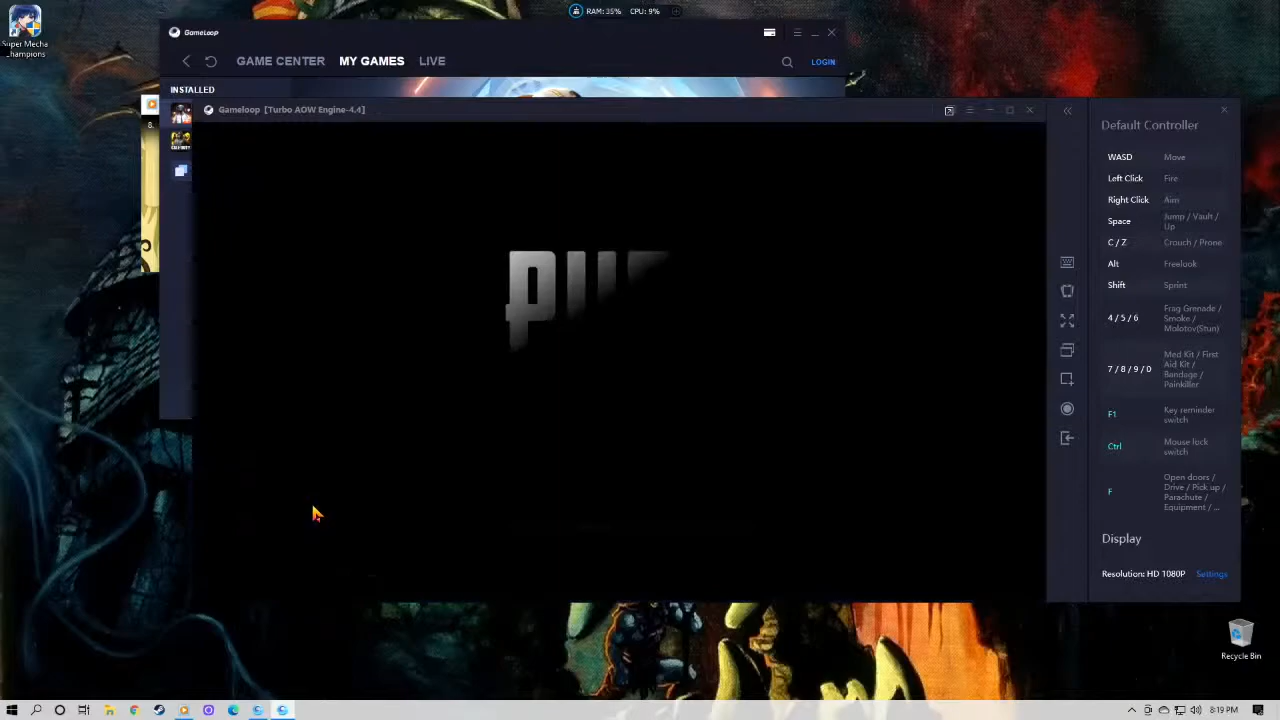 RAM: 35% CPU: 9%
Super Mecha
Champions
GameLoop
GAME CENTER MY GAMES LIVE
LOGIN
INSTALLED
Gameloop [Turbo AOW Engine-4.4]
8.
Default Controller
WASD Move
Left Click Fire
Right Click Aim
Space Jump / Vault /
Up
C / Z Crouch / Prone
Alt Freelook
Shift Sprint
4 / 5 / 6 Frag Grenade /
Smoke /
Molotov(Stun)
7 / 8 / 9 / 0 Med Kit / First
Aid Kit /
Bandage /
Painkiller
F1 Key reminder
switch
Ctrl Mouse lock
switch
F Open doors /
Drive / Pick up /
Parachute /
Equipment / ...
Display
Resolution: HD 1080P Settings
Recycle Bin
8:19 PM